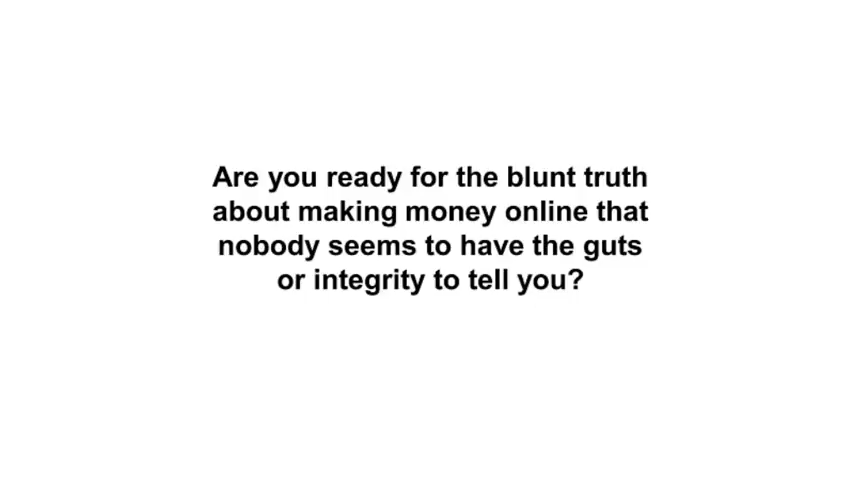 Are you ready for the blunt truth
about making money online that
nobody seems to have the guts
or integrity to tell you?